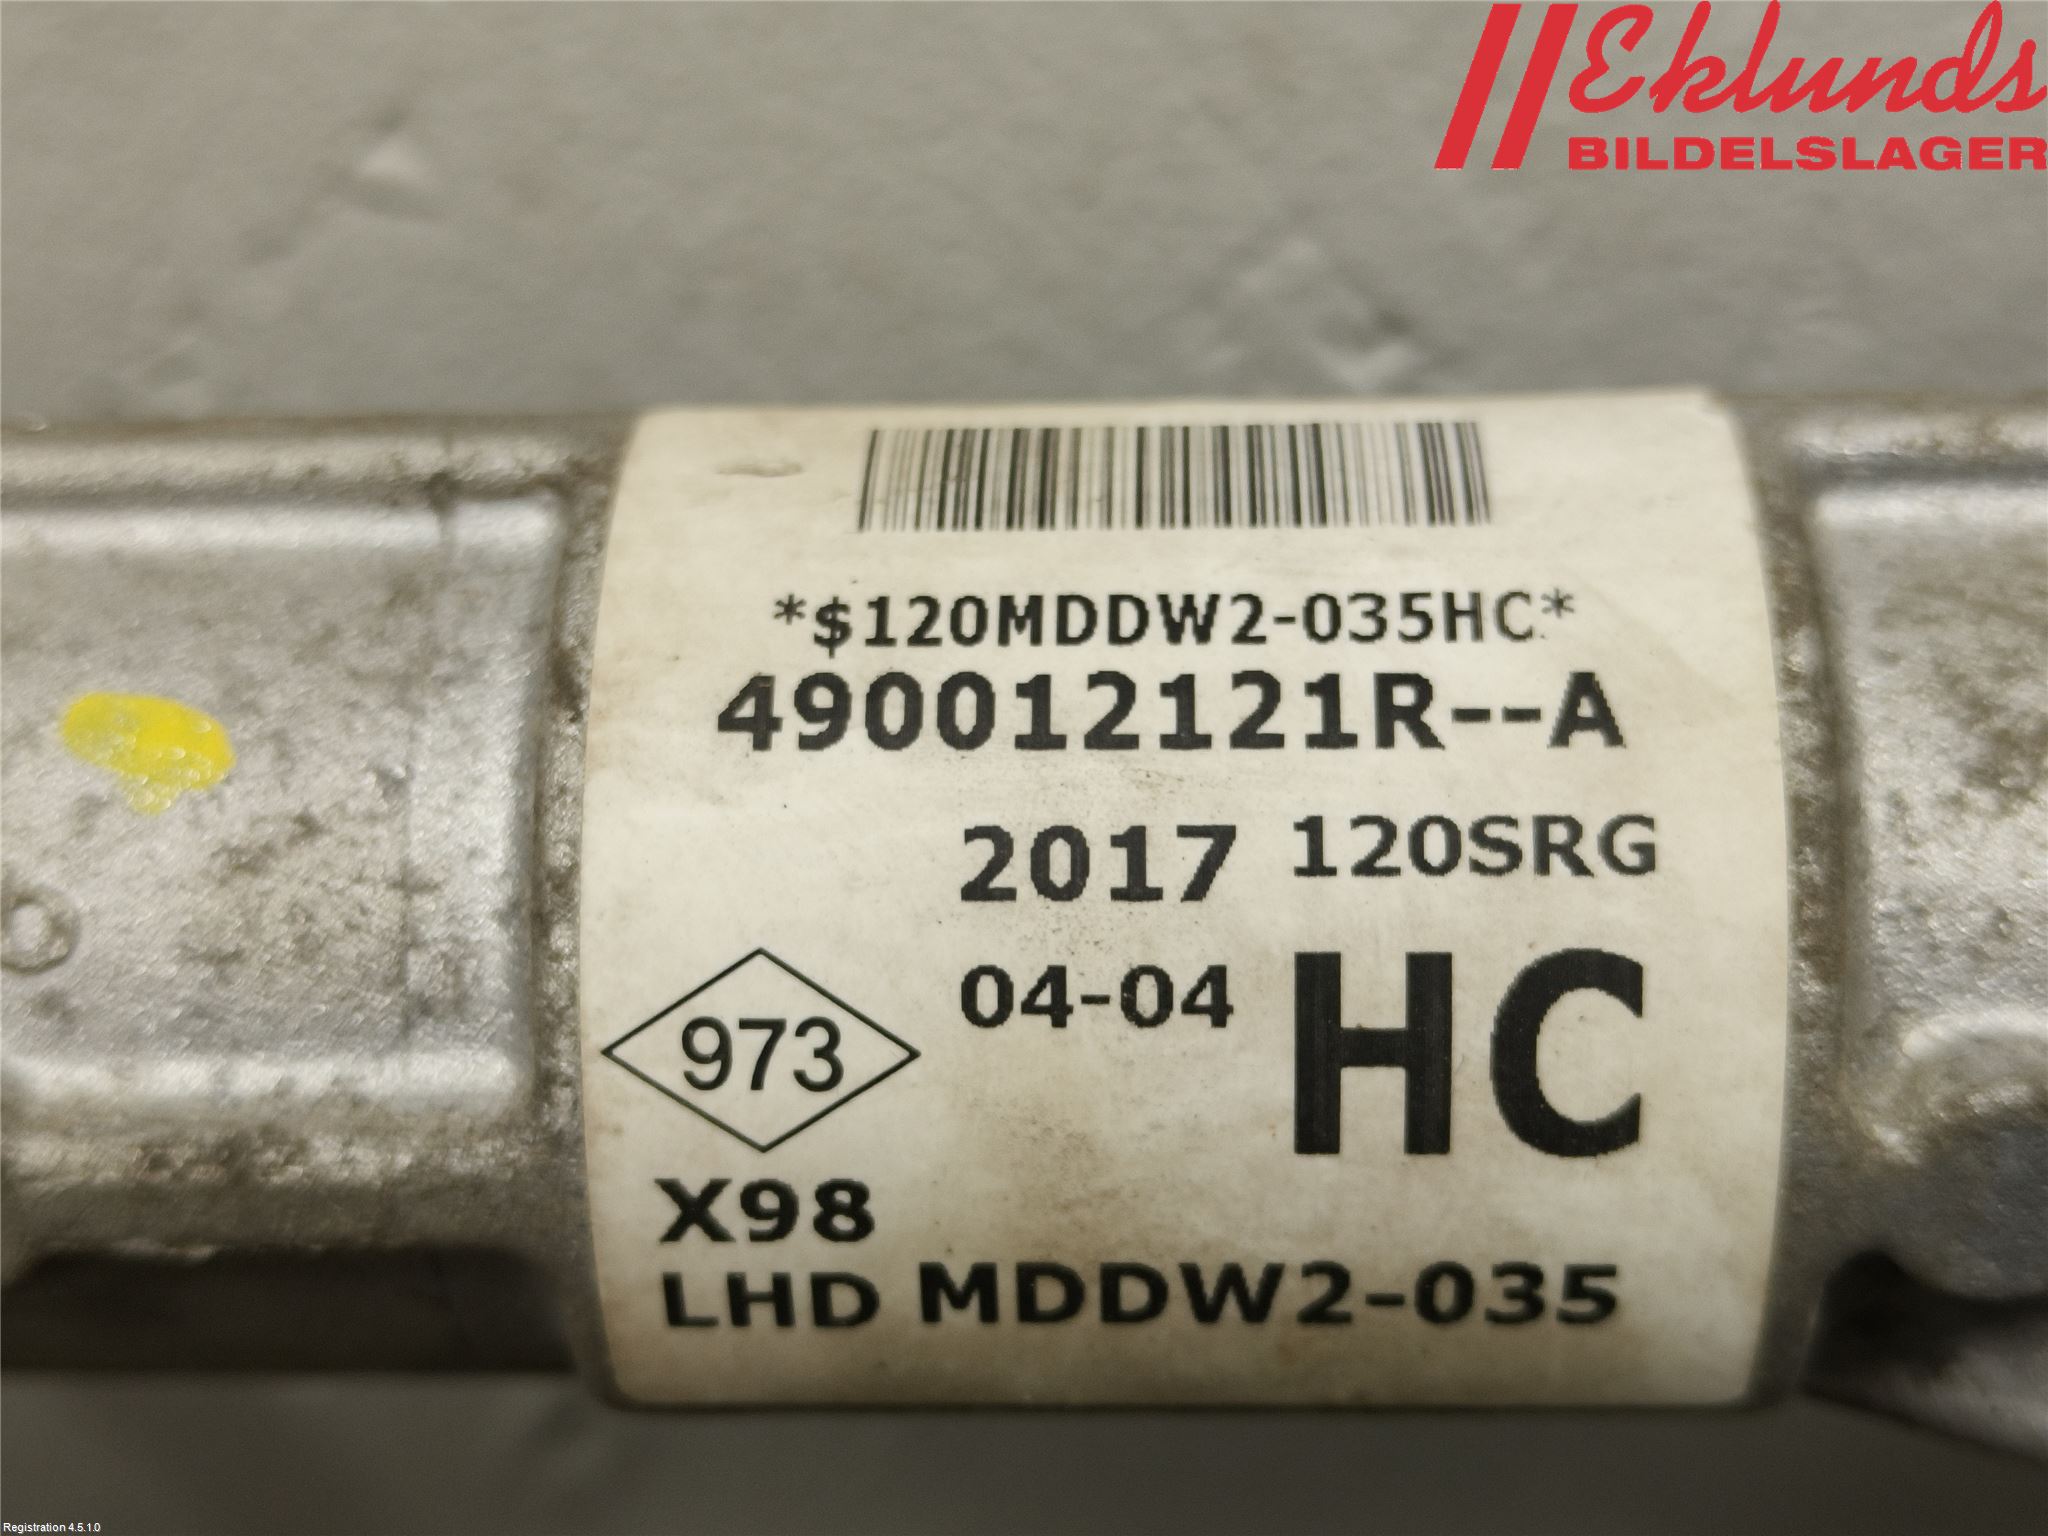 Eklunds
BILDELSLAGER
*$120MDDW2-035HC*
490012121R--A
2017 120SRG
04-04 HC
973
X98
LHD MDDW2-035
Registration 4.5.1.0